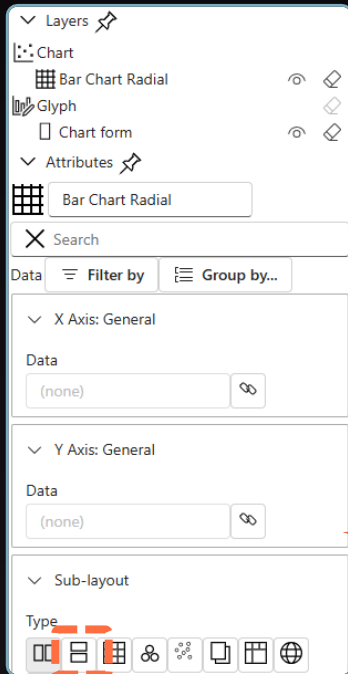 Layers
Chart
Bar Chart Radial
Glyph
Chart form
Attributes
Bar Chart Radial
Search
Data Filter by Group by...
X Axis: General
Data
(none)
Y Axis: General
Data
(none)
Sub-layout
Type